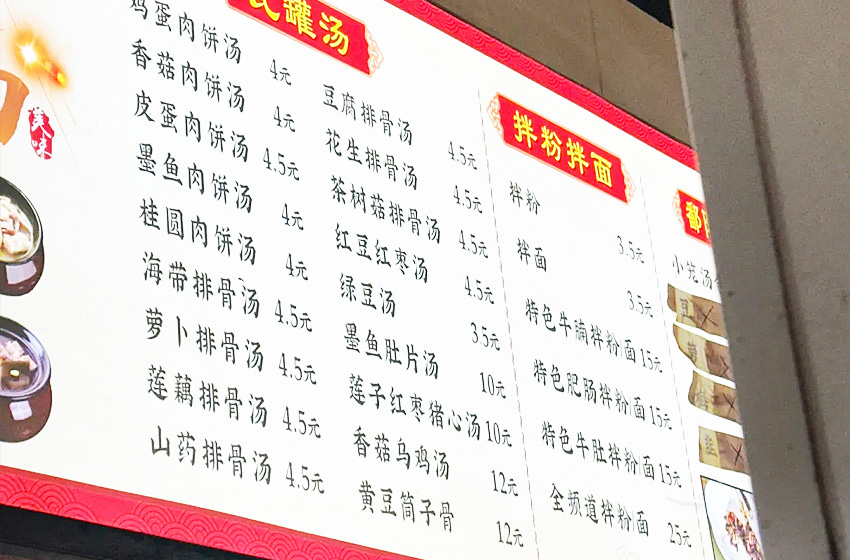 美味
瓦罐汤
鸡蛋肉饼汤 4元
香菇肉饼汤 4元
皮蛋肉饼汤 4.5元
墨鱼肉饼汤 4元
桂圆肉饼汤 4元
海带排骨汤 4.5元
萝卜排骨汤 4.5元
莲藕排骨汤 4.5元
山药排骨汤 4.5元
豆腐排骨汤 4.5元
花生排骨汤 4.5元
茶树菇排骨汤 4.5元
红豆红枣汤 4.5元
绿豆汤 3.5元
墨鱼肚片汤 10元
莲子红枣猪心汤 10元
香菇乌鸡汤 12元
黄豆筒子骨 12元
拌粉拌面
拌粉 3.5元
拌面 3.5元
特色牛腩拌粉/面 15元
特色肥肠拌粉/面 15元
特色牛肚拌粉/面 15元
全频道拌粉面 25元
鄱
小笼汤